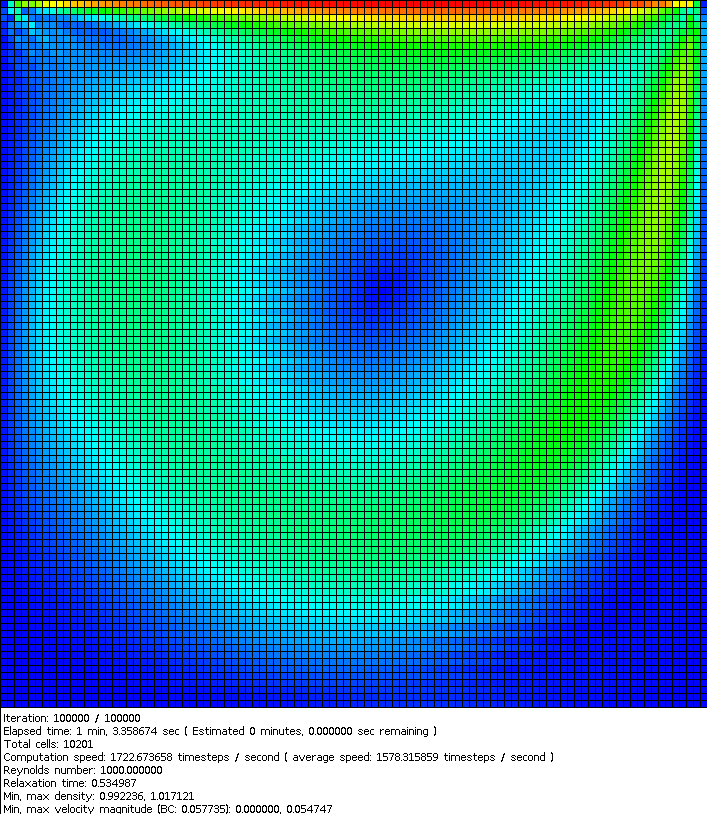 Iteration: 100000 / 100000
Elapsed time: 1 min, 3.358674 sec ( Estimated 0 minutes, 0.000000 sec remaining )
Total cells: 10201
Computation speed: 1722.673658 timesteps / second ( average speed: 1578.315859 timesteps / second )
Reynolds number: 1000.000000
Relaxation time: 0.534987
Min, max density: 0.992236, 1.017121
Min, max velocity magnitude (BC: 0.057735): 0.000000, 0.054747